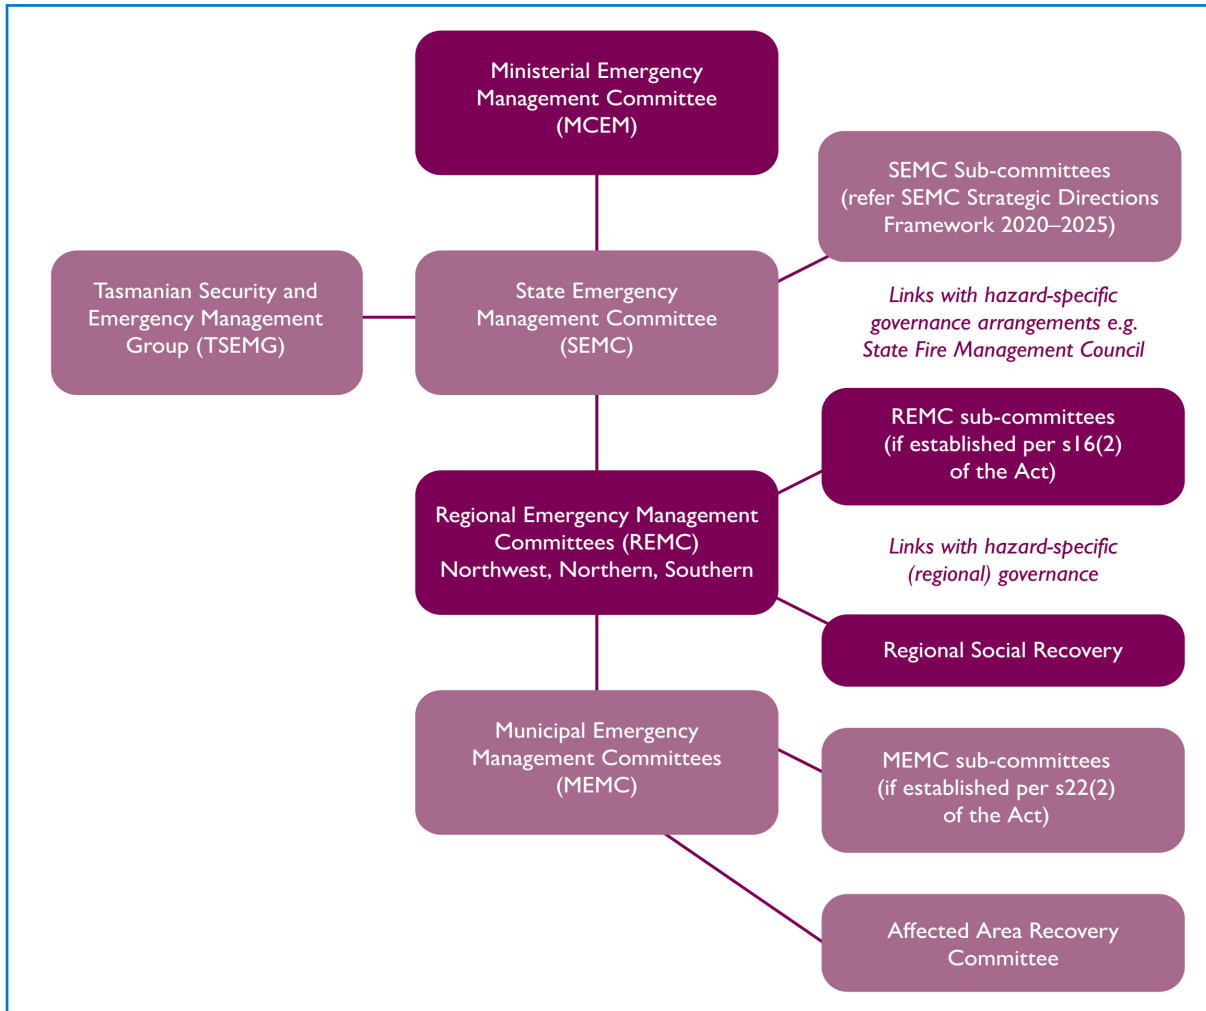 Ministerial Emergency
Management Committee
(MCEM)
SEMC Sub-committees
(refer SEMC Strategic Directions
Framework 2020–2025)
Tasmanian Security and
Emergency Management
Group (TSEMG)
State Emergency
Management Committee
(SEMC)
Links with hazard-specific
governance arrangements e.g.
State Fire Management Council
REMC sub-committees
(if established per s16(2)
of the Act)
Regional Emergency Management
Committees (REMC)
Northwest, Northern, Southern
Links with hazard-specific
(regional) governance
Regional Social Recovery
Municipal Emergency
Management Committees
(MEMC)
MEMC sub-committees
(if established per s22(2)
of the Act)
Affected Area Recovery
Committee